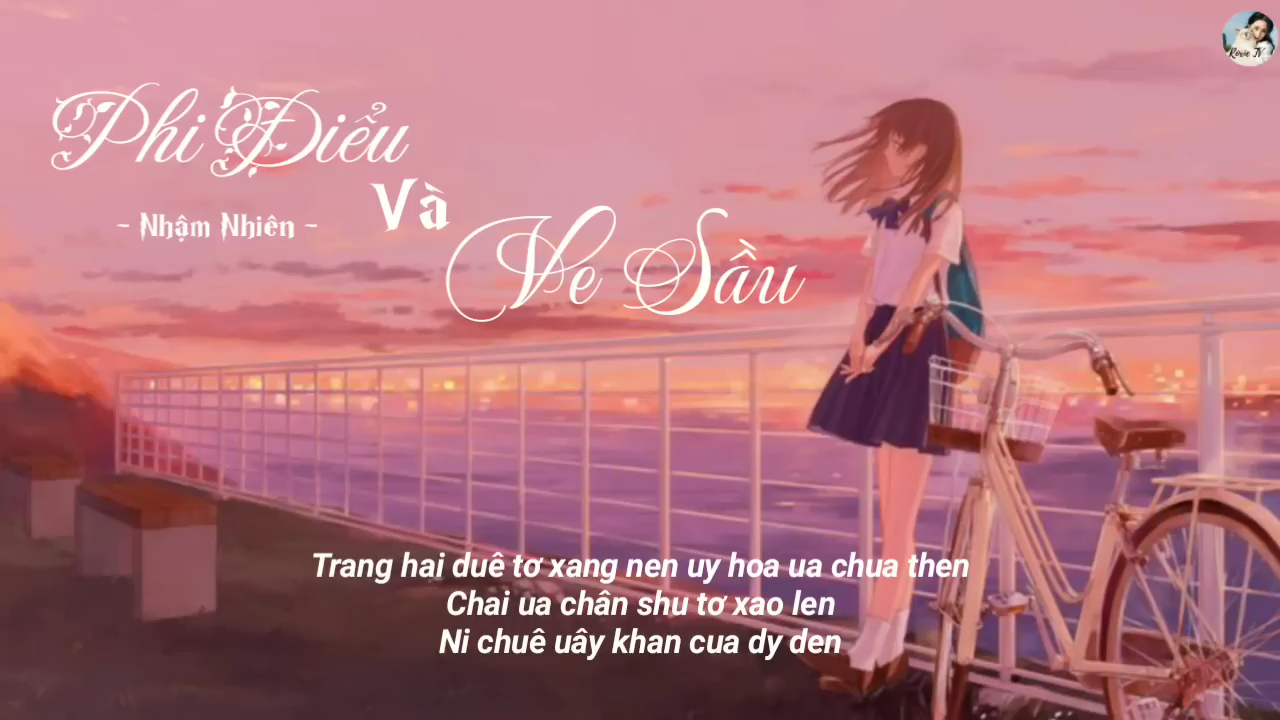 Phi Điểu
Và
- Nhậm Nhiên -
Ve Sầu
Trang hai duê tơ xang nen uy hoa ua chua then
Chai ua chân shu tơ xao len
Ni chuê uây khan cua dy den